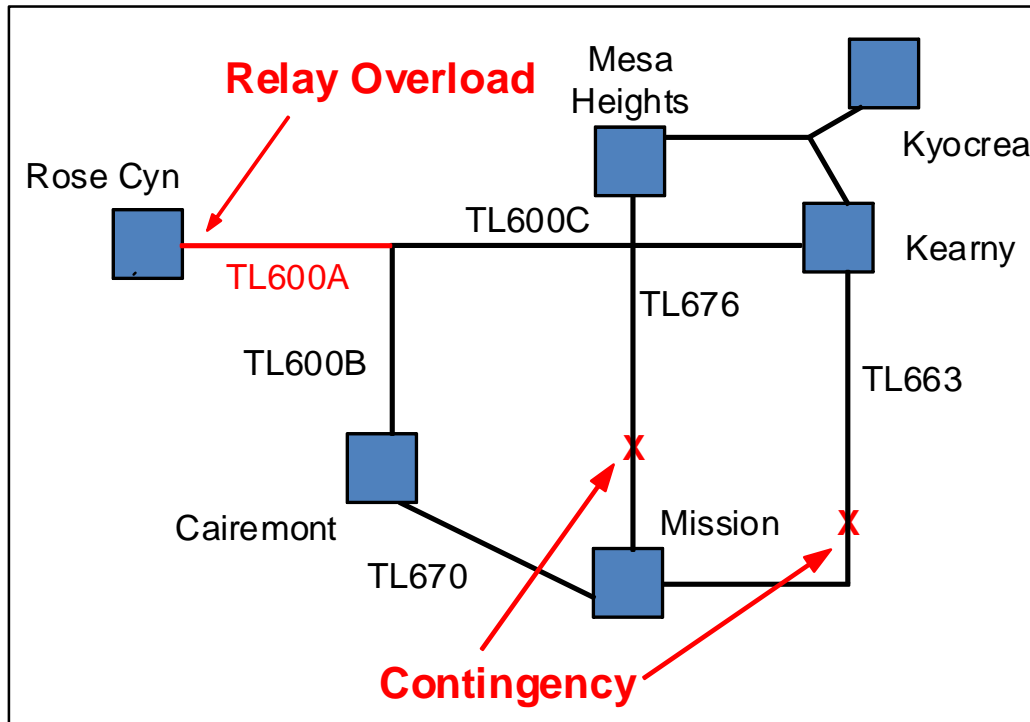 Relay Overload
Mesa
Heights
Kyocrea
Rose Cyn
TL600C
Kearny
TL600A
TL676
TL600B
TL663
X
X
Cairemont
Mission
TL670
Contingency